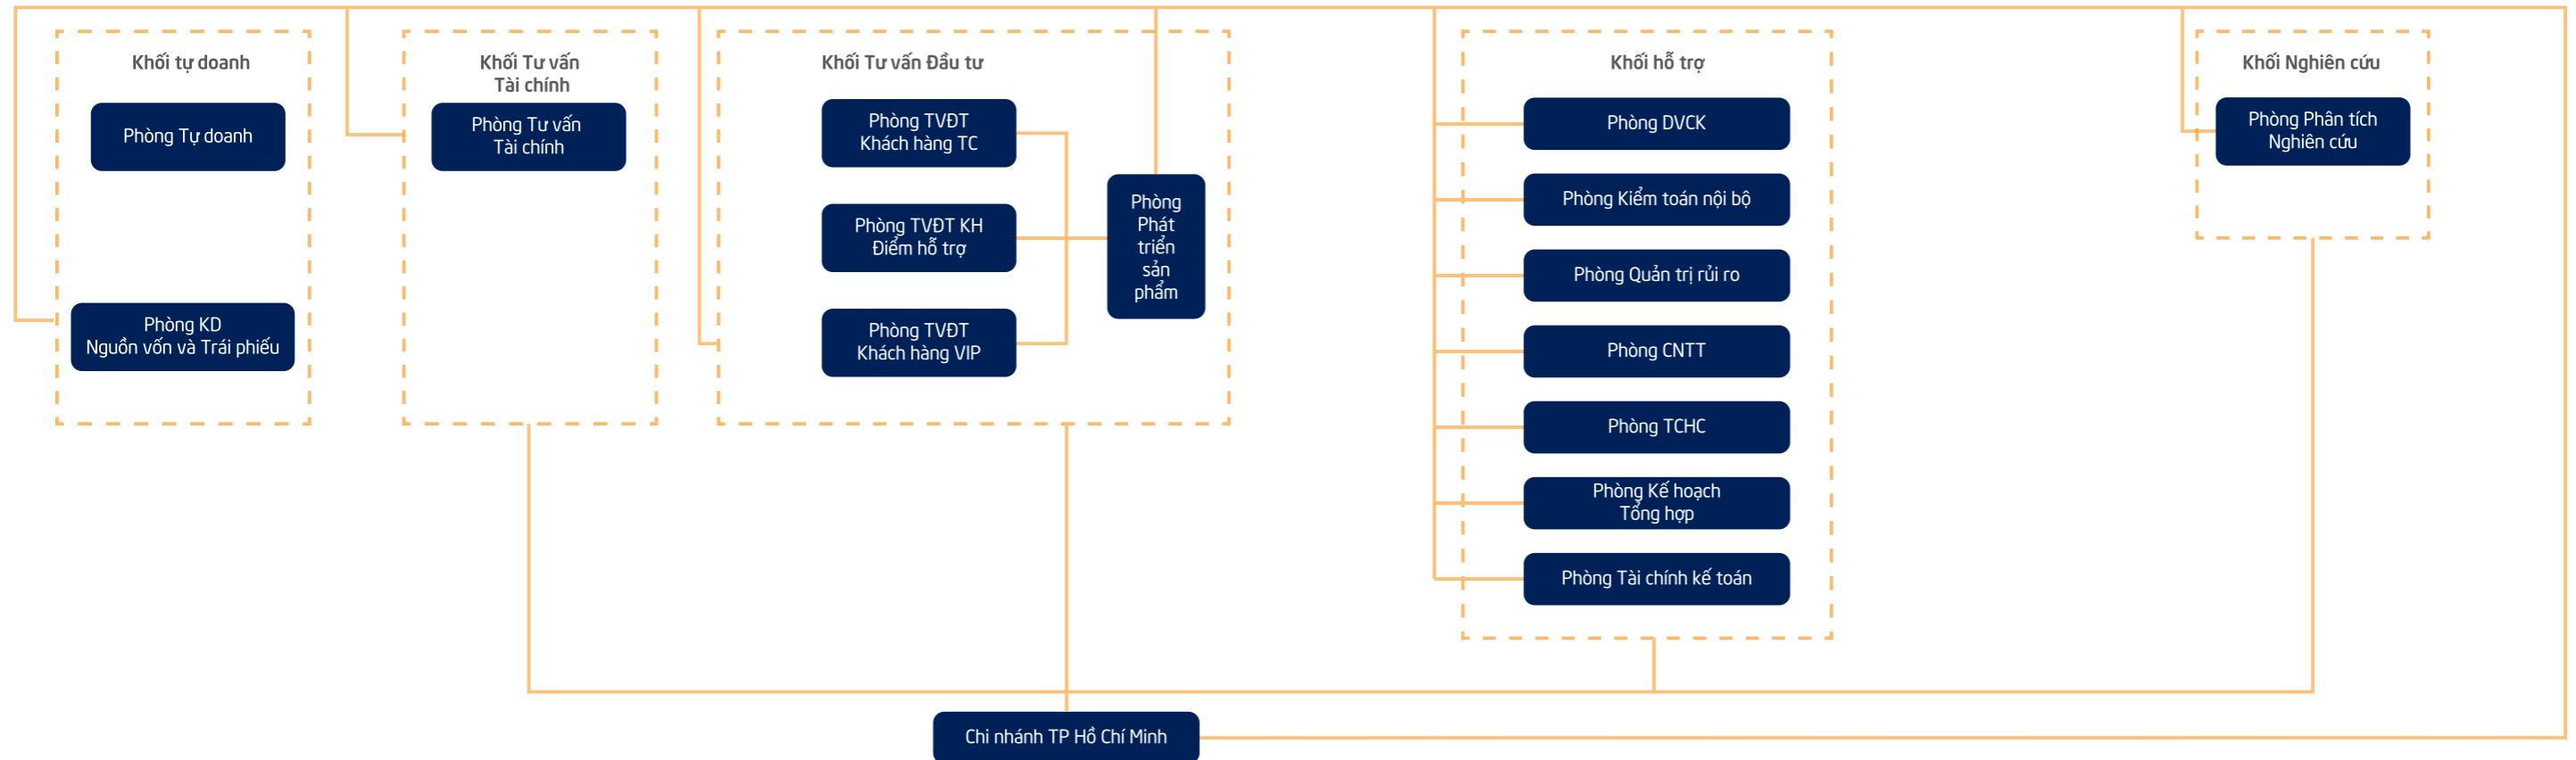 Khối tự doanh
Phòng Tự doanh
Phòng KD
Nguồn vốn và Trái phiếu
Khối Tư vấn
Tài chính
Phòng Tư vấn
Tài chính
Khối Tư vấn Đầu tư
Phòng TVĐT
Khách hàng TC
Phòng TVĐT KH
Điểm hỗ trợ
Phòng TVĐT
Khách hàng VIP
Phòng
Phát
triển
sản
phẩm
Khối hỗ trợ
Phòng DVCK
Phòng Kiểm toán nội bộ
Phòng Quản trị rủi ro
Phòng CNTT
Phòng TCHC
Phòng Kế hoạch
Tổng hợp
Phòng Tài chính kế toán
Khối Nghiên cứu
Phòng Phân tích
Nghiên cứu
Chi nhánh TP Hồ Chí Minh